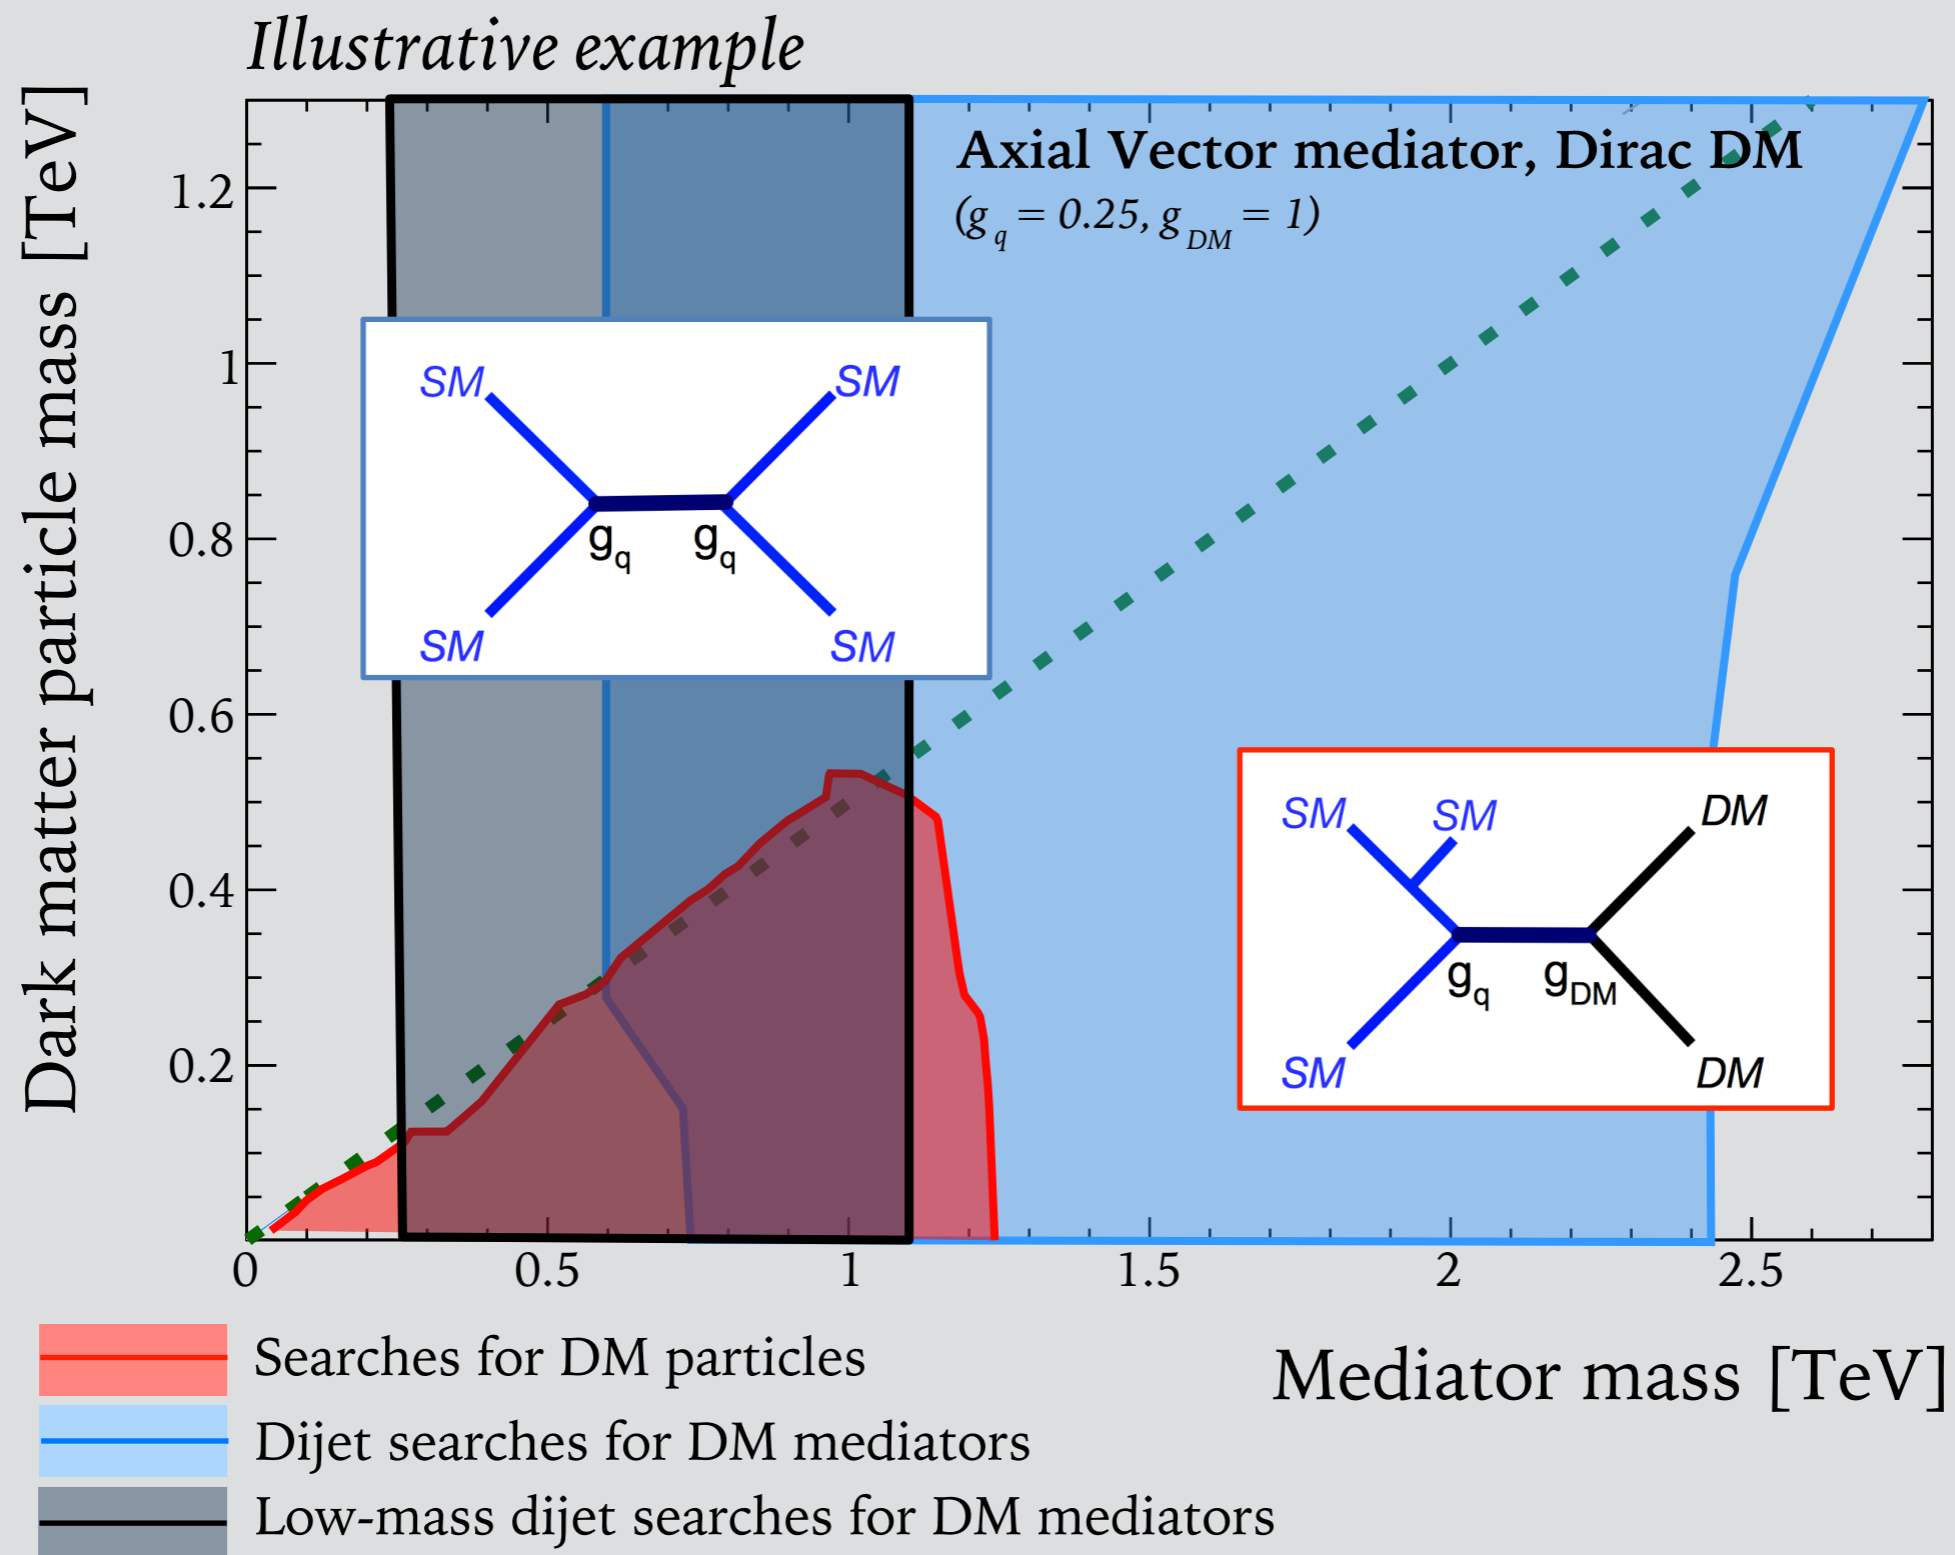 Illustrative example
Dark matter particle mass [TeV]
1.2
1
0.8
0.6
0.4
0.2
Axial Vector mediator, Dirac DM
(g_q = 0.25, g_DM = 1)
SM SM
g_q g_q
SM SM
SM SM DM
g_q g_DM
SM DM
0 0.5 1 1.5 2 2.5
Mediator mass [TeV]
Searches for DM particles
Dijet searches for DM mediators
Low-mass dijet searches for DM mediators